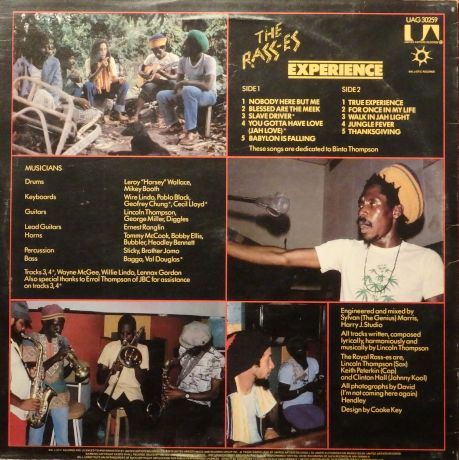 UAG 30259
UNITED ARTISTS RECORDS
THE
RASS-ES
EXPERIENCE
SIDE 1
1 NOBODY HERE BUT ME
2 BLESSED ARE THE MEEK
3 SLAVE DRIVER*
4 YOU GOTTA HAVE LOVE
(JAH LOVE)*
5 BABYLON IS FALLING
SIDE 2
1 TRUE EXPERIENCE
2 FOR ONCE IN MY LIFE
3 WALK IN JAH LIGHT
4 JUNGLE FEVER
5 THANKSGIVING
These songs are dedicated to Binta Thompson
MUSICIANS
Drums Leroy "Horsey" Wallace,
Mikey Booth
Keyboards Wire Lindo, Pablo Black,
Geofrey Chung*, Cecil Lloyd*
Guitars Lincoln Thompson,
George Miller, Diggles
Lead Guitars Ernest Ranglin
Horns Tommy McCook, Bobby Ellis,
Bubbler, Headley Bennett
Percussion Sticky, Brother Jomo
Bass Bagga, Val Douglas*
Tracks 3, 4*, Wayne McGee, Willie Lindo, Lennox Gordon
Also special thanks to Errol Thompson of JBC for assistance
on tracks 3, 4*
Engineered and mixed by
Sylvan (The Genius) Morris,
Harry J. Studio
All tracks written, composed
lyrically, harmoniously and
musically by Lincoln Thompson
The Royal Rass-es are,
Lincoln Thompson (Sax)
Keith Peterkin (Cap)
and Clinton Hall (Johnny Kool)
All photographs by David
(I'm not coming here again)
Hendley
Design by Cooke Key